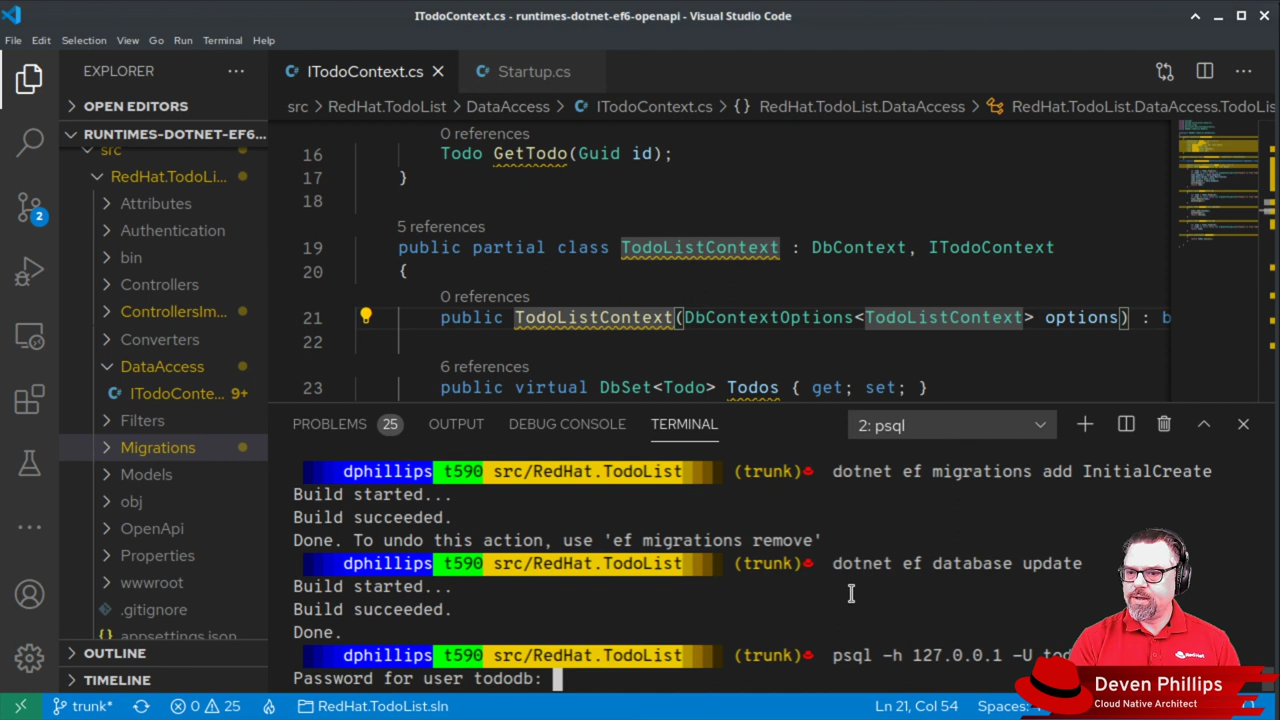 ITodoContext.cs - runtimes-dotnet-ef6-openapi - Visual Studio Code
File Edit Selection View Go Run Terminal Help
EXPLORER
OPEN EDITORS
RUNTIMES-DOTNET-EF6...
src
RedHat.TodoLi...
Attributes
Authentication
bin
Controllers
ControllersIm...
Converters
DataAccess
ITodoConte... 9+
Filters
Migrations
Models
obj
OpenApi
Properties
wwwroot
.gitignore
appsettings.json
OUTLINE
TIMELINE
2
ITodoContext.cs
Startup.cs
src > RedHat.TodoList > DataAccess > ITodoContext.cs > {} RedHat.TodoList.DataAccess > RedHat.TodoList.DataAccess.TodoLis
0 references
16 Todo GetTodo(Guid id);
17 }
18
5 references
19 public partial class TodoListContext : DbContext, ITodoContext
20 {
0 references
21 public TodoListContext(DbContextOptions<TodoListContext> options) : b
22
6 references
23 public virtual DbSet<Todo> Todos { get; set; }
PROBLEMS 25 OUTPUT DEBUG CONSOLE TERMINAL 2: psql
dphillips t590 src/RedHat.TodoList (trunk) dotnet ef migrations add InitialCreate
Build started...
Build succeeded.
Done. To undo this action, use 'ef migrations remove'
dphillips t590 src/RedHat.TodoList (trunk) dotnet ef database update
Build started...
Build succeeded.
Done.
dphillips t590 src/RedHat.TodoList (trunk) psql -h 127.0.0.1 -U tod
Password for user tododb:
Deven Phillips
Cloud Native Architect
trunk* 0 25 RedHat.TodoList.sln Ln 21, Col 54 Spaces: